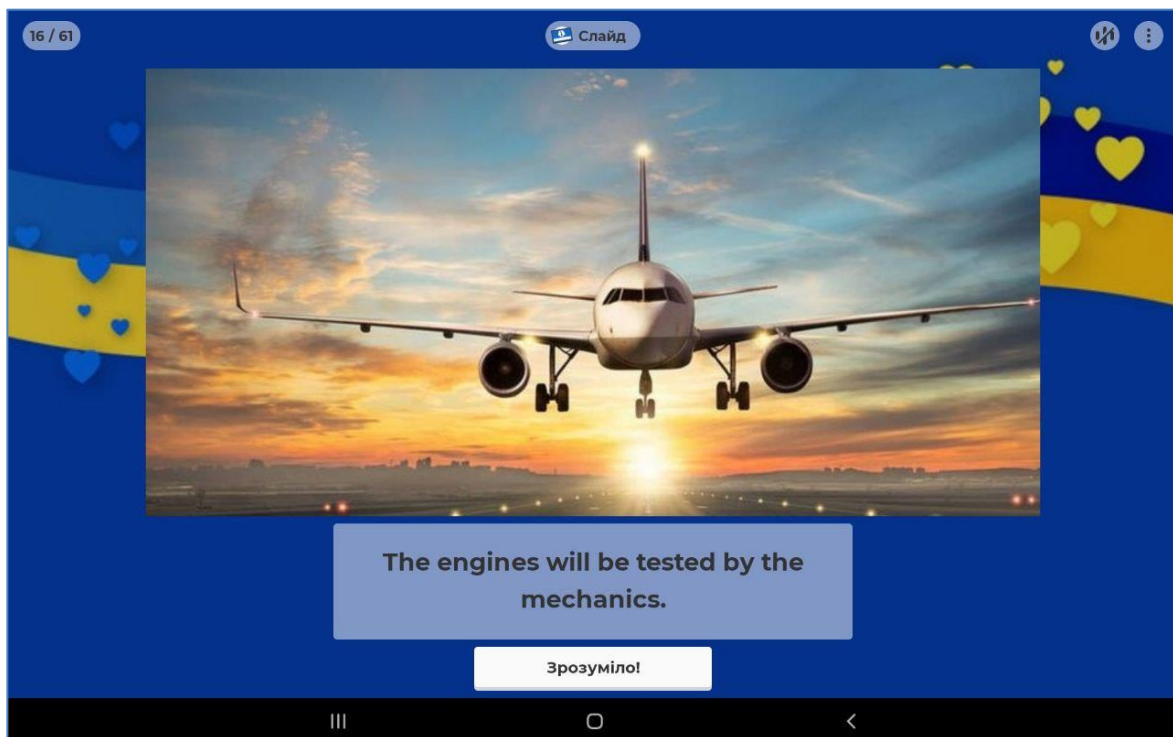 16 / 61
Слайд
The engines will be tested by the
mechanics.
Зрозуміло!